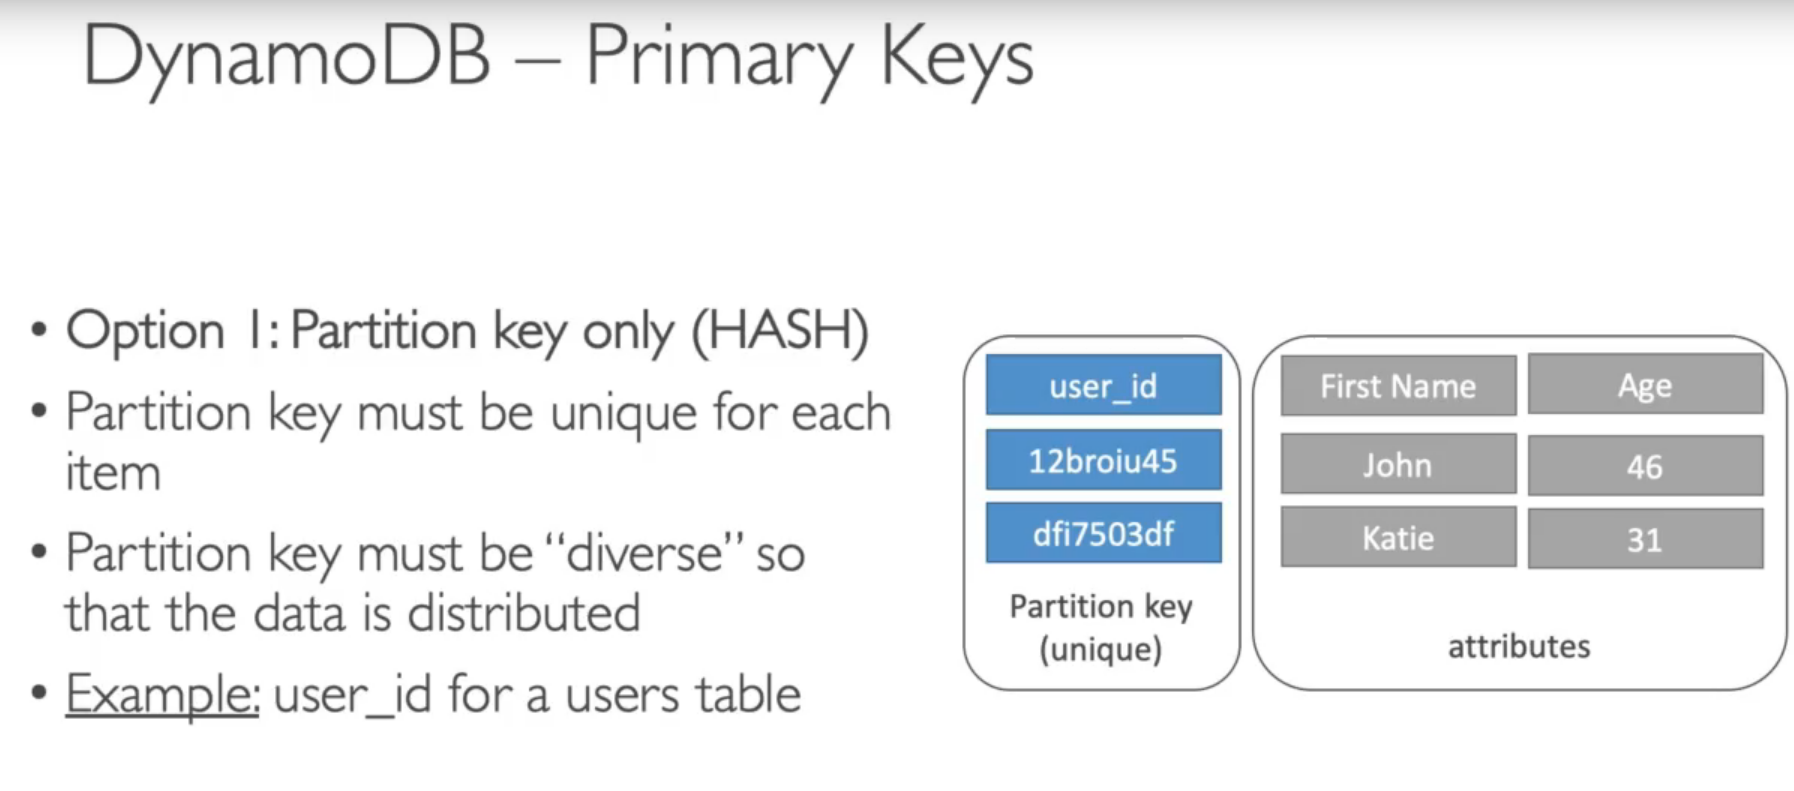 DynamoDB – Primary Keys
• Option 1: Partition key only (HASH)
• Partition key must be unique for each
item
• Partition key must be “diverse” so
that the data is distributed
• Example: user_id for a users table
user_id
12broiu45
dfi7503df
Partition key
(unique)
First Name Age
John 46
Katie 31
attributes